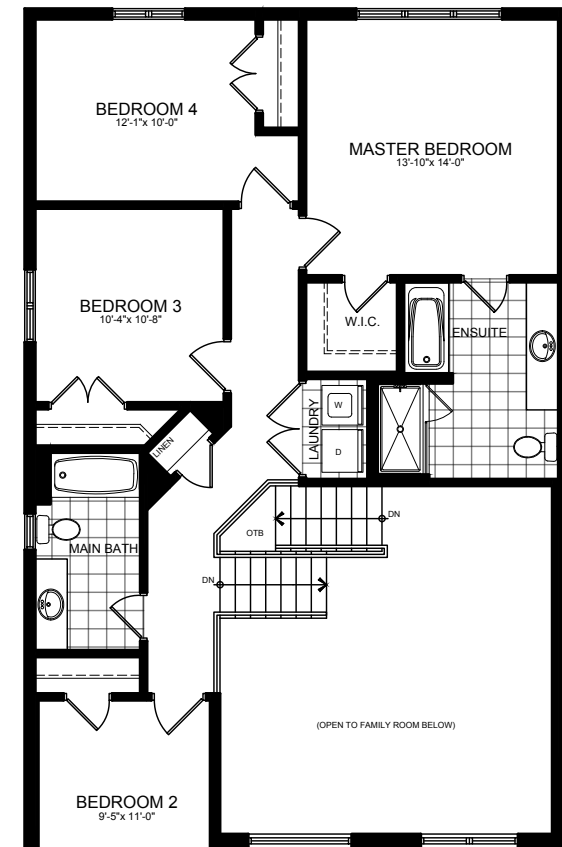 BEDROOM 4
12'-1"x 10'-0"
MASTER BEDROOM
13'-10"x 14'-0"
BEDROOM 3
10'-4"x 10'-8"
W.I.C.
ENSUITE
LAUNDRY
W
D
LINEN
MAIN BATH
OTB
DN
DN
(OPEN TO FAMILY ROOM BELOW)
BEDROOM 2
9'-5"x 11'-0"